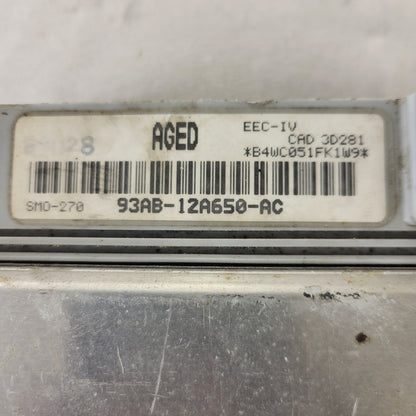 AGED
EEC-IV
CAD 3D281
*B4WC051FK1W9*
SMO-270
93AB-12A650-AC